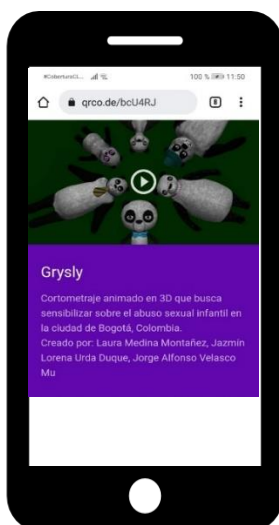 #CoberturaCl...
100 % 11:50
qrco.de/bcU4RJ
8
Grysly
Cortometraje animado en 3D que busca
sensibilizar sobre el abuso sexual infantil en
la ciudad de Bogotá, Colombia.
Creado por: Laura Medina Montañez, Jazmín
Lorena Urda Duque, Jorge Alfonso Velasco
Mu